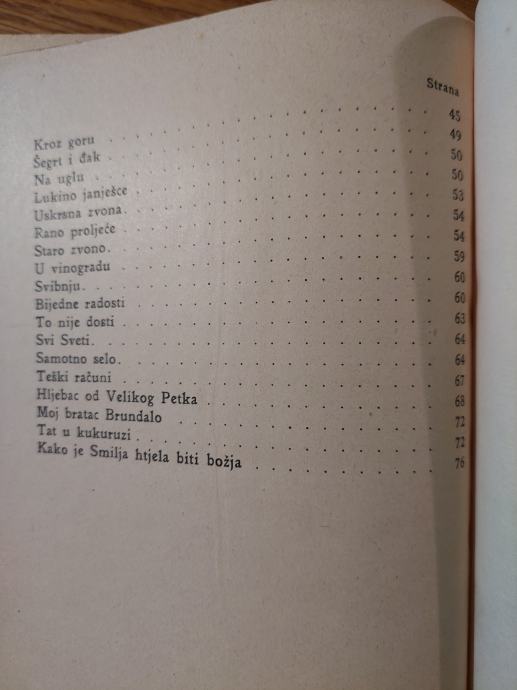 Strana
Kroz goru . . . . . . . . . . . . . 45
Šegrt i đak . . . . . . . . . . . . . 49
Na uglu . . . . . . . . . . . . . 50
Lukino janješce . . . . . . . . . . . . 50
Uskrsna zvona. . . . . . . . . . . . 53
Rano proljeće . . . . . . . . . . . . 54
Staro zvono. . . . . . . . . . . . . 54
U vinogradu . . . . . . . . . . . . 59
Svibnju. . . . . . . . . . . . . . 60
Bijedne radosti . . . . . . . . . . . . 60
To nije dosti . . . . . . . . . . . . 63
Svi Sveti. . . . . . . . . . . . . 64
Samotno selo. . . . . . . . . . . . 64
Teški računi . . . . . . . . . . . . 67
Hljebac od Velikog Petka . . . . . . . . . 68
Moj bratac Brundalo . . . . . . . . . . 72
Tat u kukuruzi . . . . . . . . . . . 72
Kako je Smilja htjela biti božja . . . . . . . 76